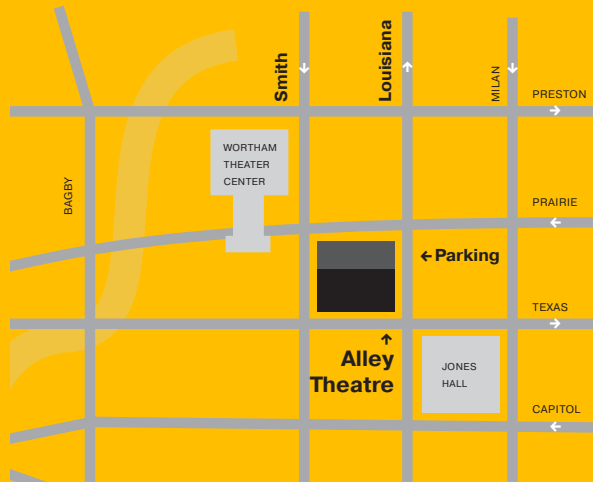 Smith
Louisiana
MILAN
PRESTON
WORTHAM
THEATER
CENTER
BAGBY
PRAIRIE
Parking
TEXAS
Alley
Theatre
JONES
HALL
CAPITOL